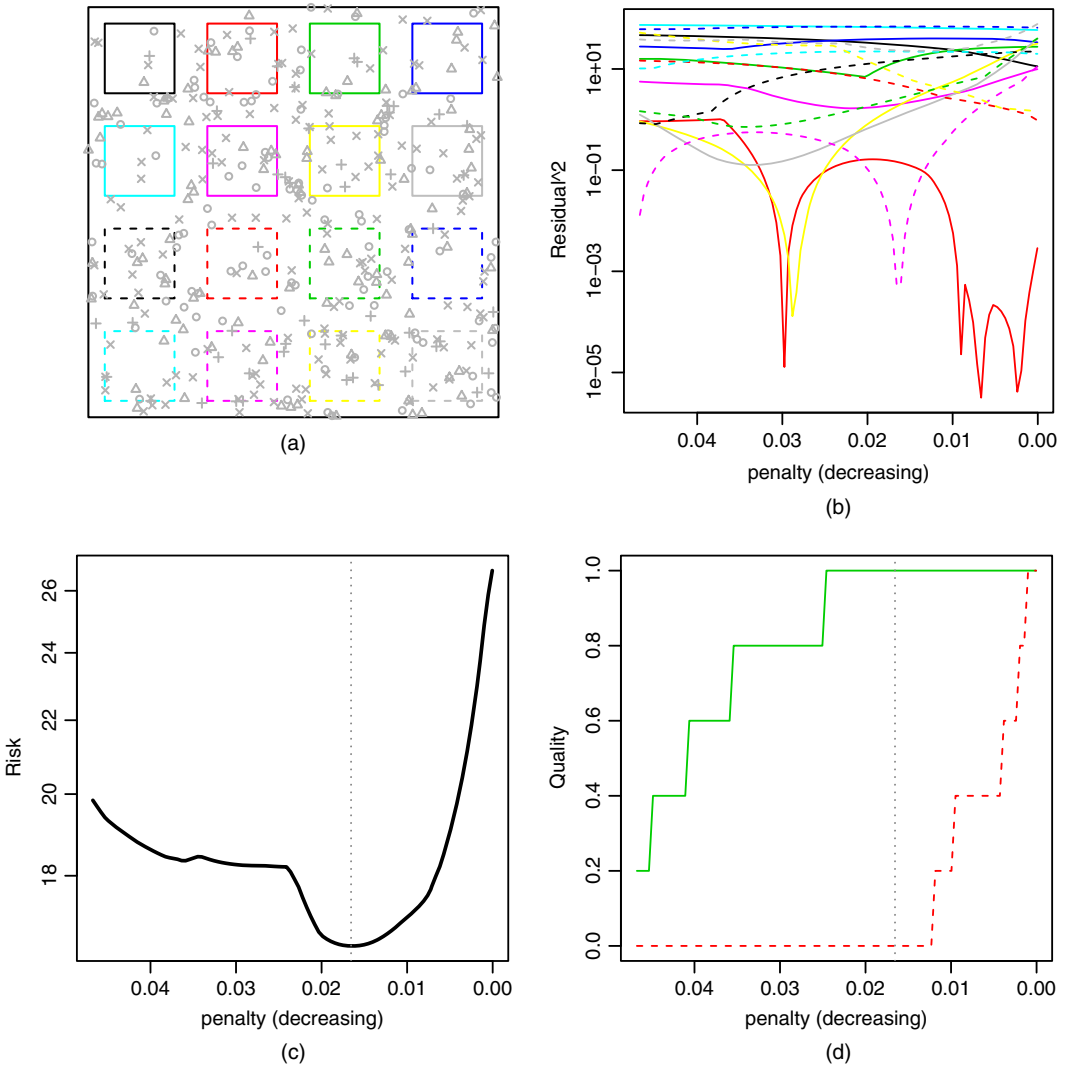 (a)
Residual^2
1e+01
1e-01
1e-03
1e-05
0.04 0.03 0.02 0.01 0.00
penalty (decreasing)
(b)
Risk
26
24
22
20
18
0.04 0.03 0.02 0.01 0.00
penalty (decreasing)
(c)
Quality
1.0
0.8
0.6
0.4
0.2
0.0
0.04 0.03 0.02 0.01 0.00
penalty (decreasing)
(d)